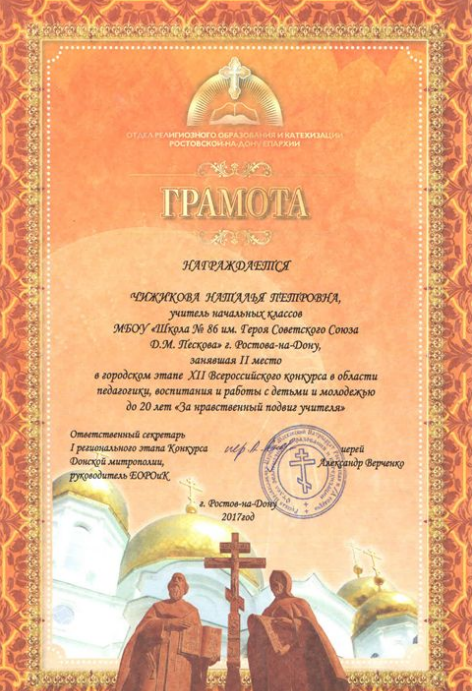 ОТДЕЛ РЕЛИГИОЗНОГО ОБРАЗОВАНИЯ И КАТЕХИЗАЦИИ
РОСТОВСКОЙ-НА-ДОНУ ЕПАРХИИ
ГРАМОТА
НАГРАЖДАЕТСЯ
ЧИЖИКОВА НАТАЛЬЯ ПЕТРОВНА,
учитель начальных классов
МБОУ «Школа № 86 им. Героя Советского Союза
Д.М. Пескова» г. Ростова-на-Дону,
занявшая II место
в городском этапе XII Всероссийского конкурса в области
педагогики, воспитания и работы с детьми и молодежью
до 20 лет «За нравственный подвиг учителя»
Ответственный секретарь
I регионального этапа Конкурса
Донской митрополии,
руководитель ЕОРОиК
иерей
Александр Верченко
г. Ростов-на-Дону
2017год